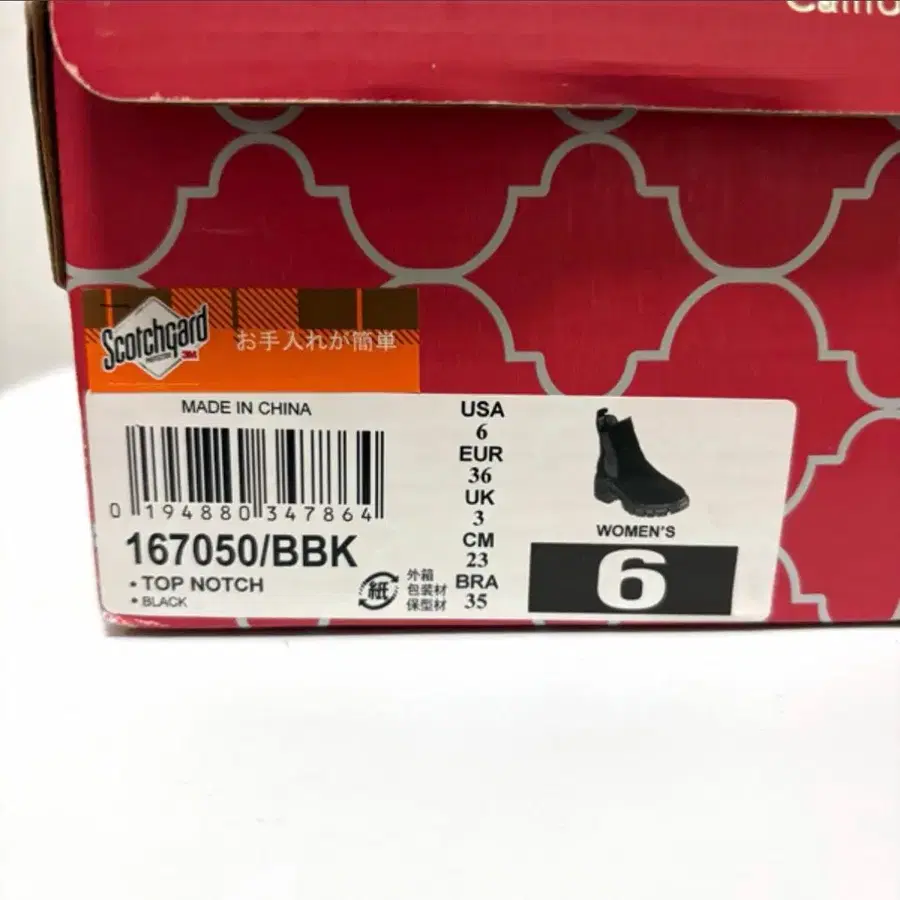 Scotchgard
PROTECTOR
3M
お手入れが簡単
MADE IN CHINA
0 194880 347864
167050/BBK
• TOP NOTCH
• BLACK
紙
外箱
包装材
保型材
USA
6
EUR
36
UK
3
CM
23
BRA
35
WOMEN'S
6